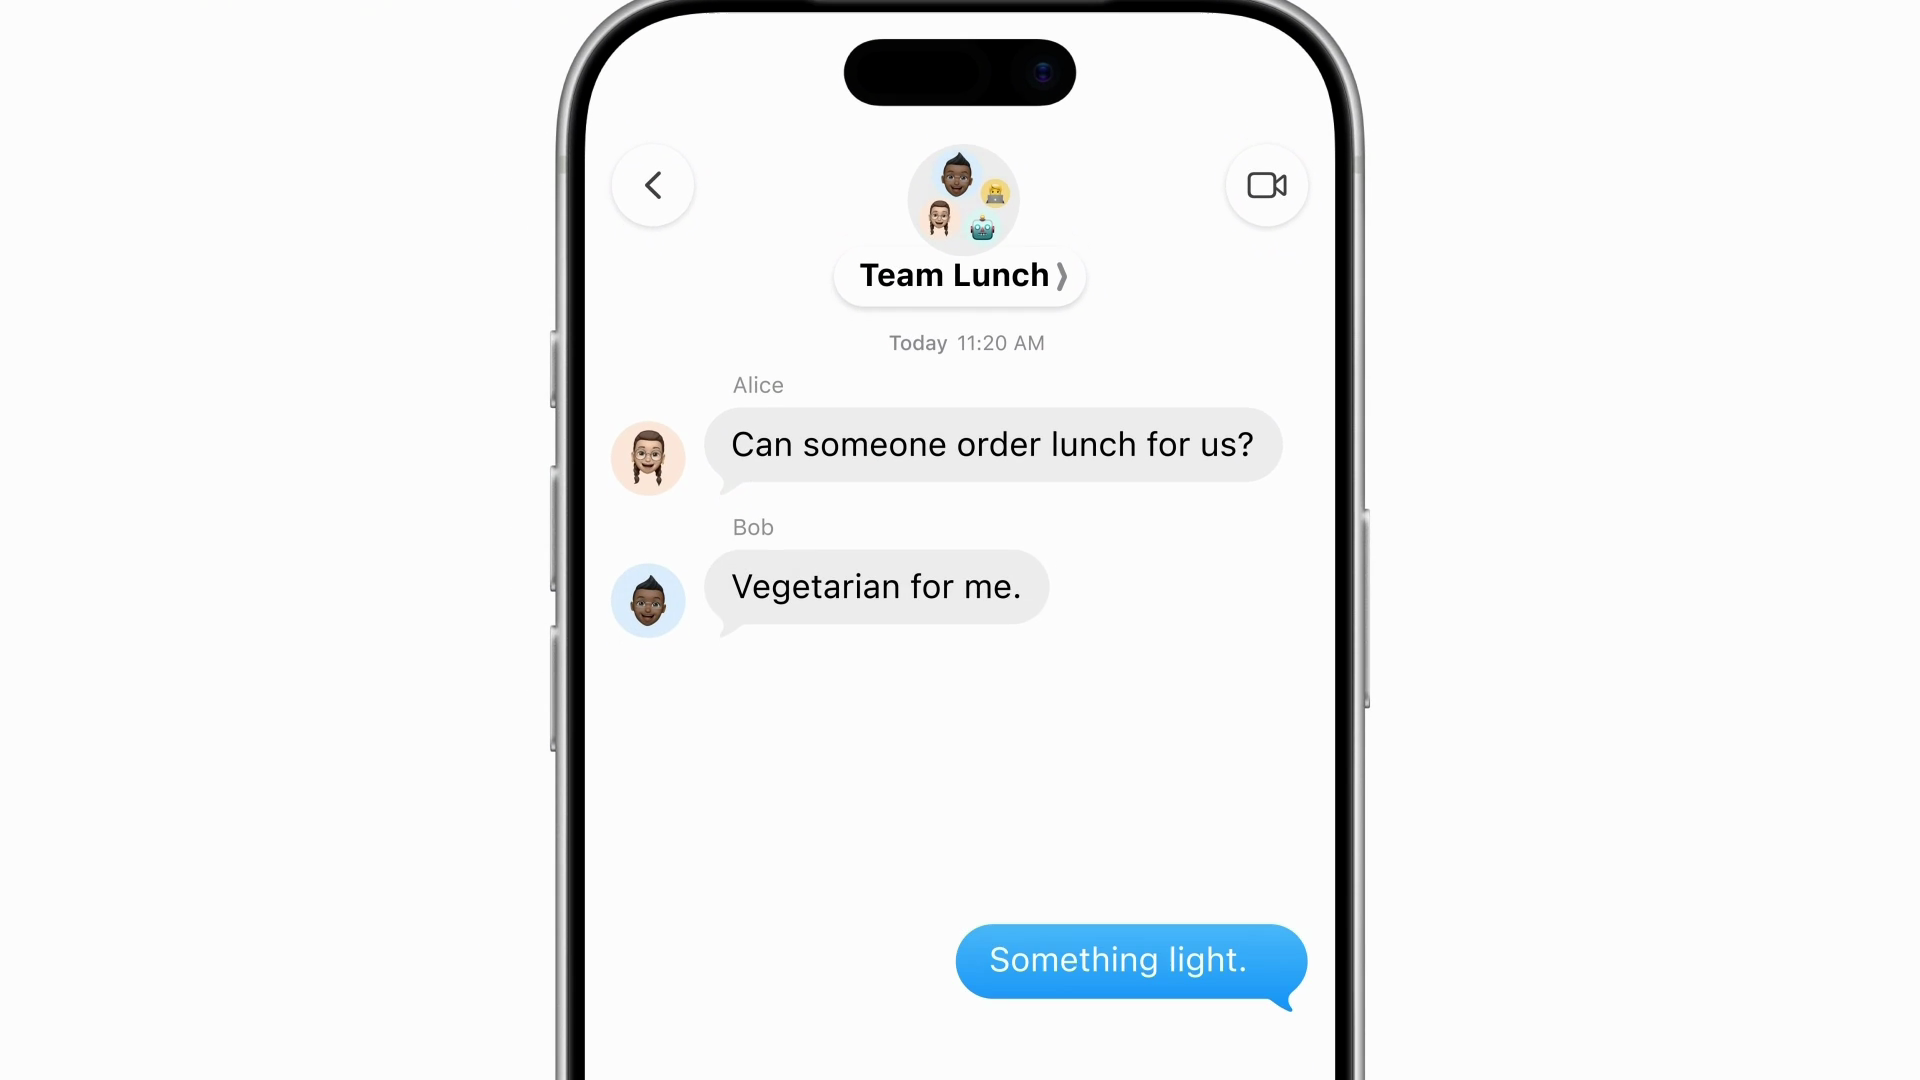 Team Lunch
Today 11:20 AM
Alice
Can someone order lunch for us?
Bob
Vegetarian for me.
Something light.